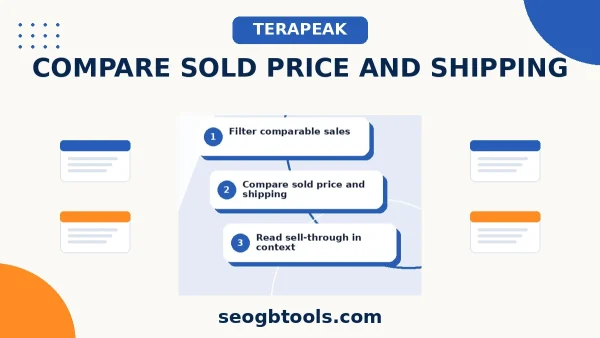 TERAPEAK
COMPARE SOLD PRICE AND SHIPPING
1
Filter comparable sales
2
Compare sold price and
shipping
3
Read sell-through in
context
seogbtools.com